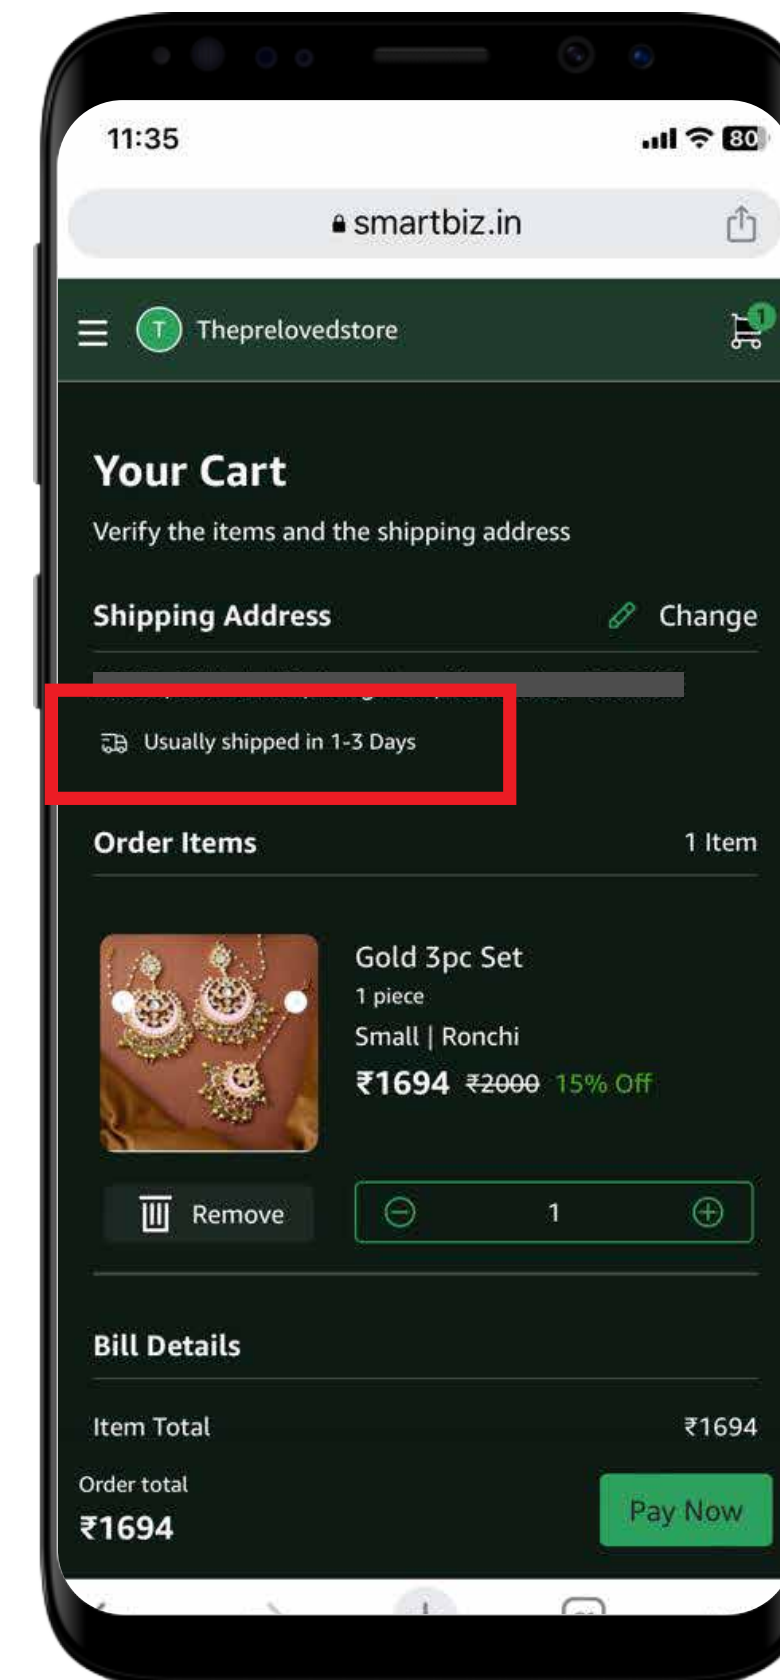 11:35
80
smartbiz.in
T Theprelovedstore
1
Your Cart
Verify the items and the shipping address
Shipping Address
Change
Usually shipped in 1-3 Days
Order Items
1 Item
Gold 3pc Set
1 piece
Small | Ronchi
₹1694 ₹2000 15% Off
Remove
1
Bill Details
Item Total
₹1694
Order total
₹1694
Pay Now